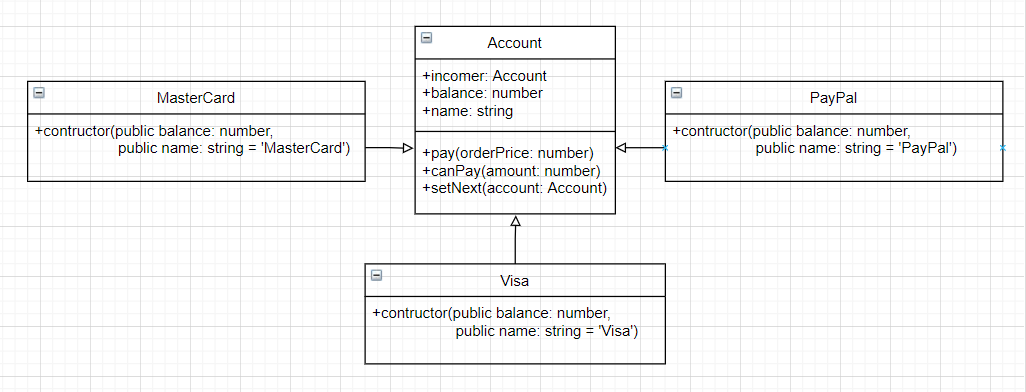 Account
+incomer: Account
+balance: number
+name: string
+pay(orderPrice: number)
+canPay(amount: number)
+setNext(account: Account)
MasterCard
+contructor(public balance: number,
public name: string = 'MasterCard')
PayPal
+contructor(public balance: number,
public name: string = 'PayPal')
Visa
+contructor(public balance: number,
public name: string = 'Visa')